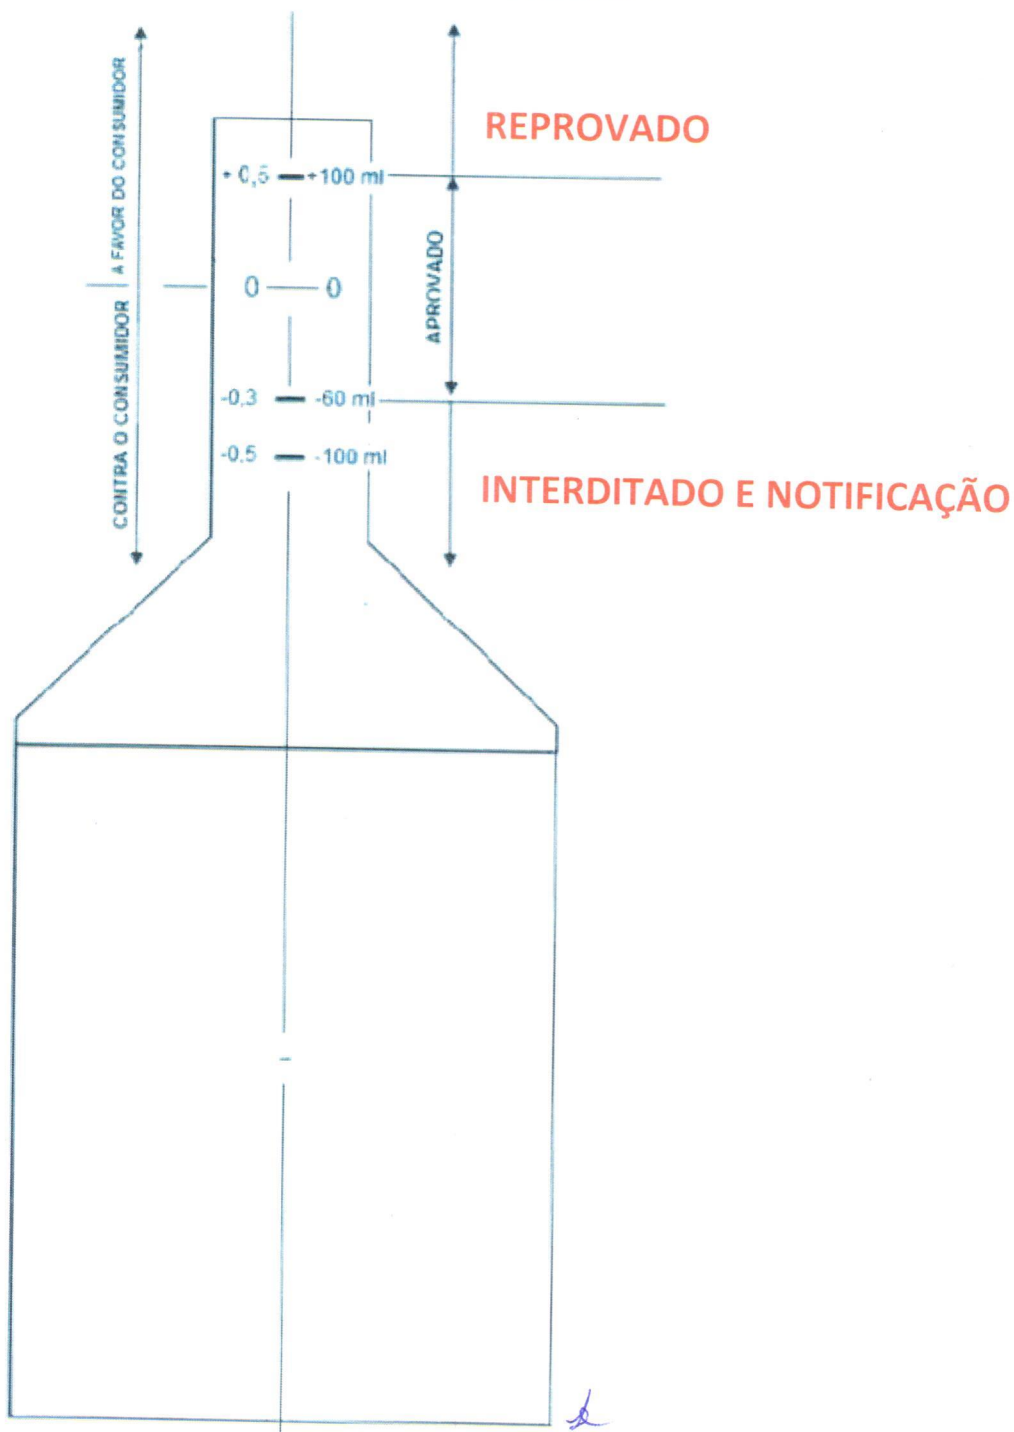 A FAVOR DO CONSUMIDOR
CONTRA O CONSUMIDOR
REPROVADO
+ 0,5 +100 ml
APROVADO
0 0
-0,3 -60 ml
-0.5 -100 ml
INTERDITADO E NOTIFICAÇÃO